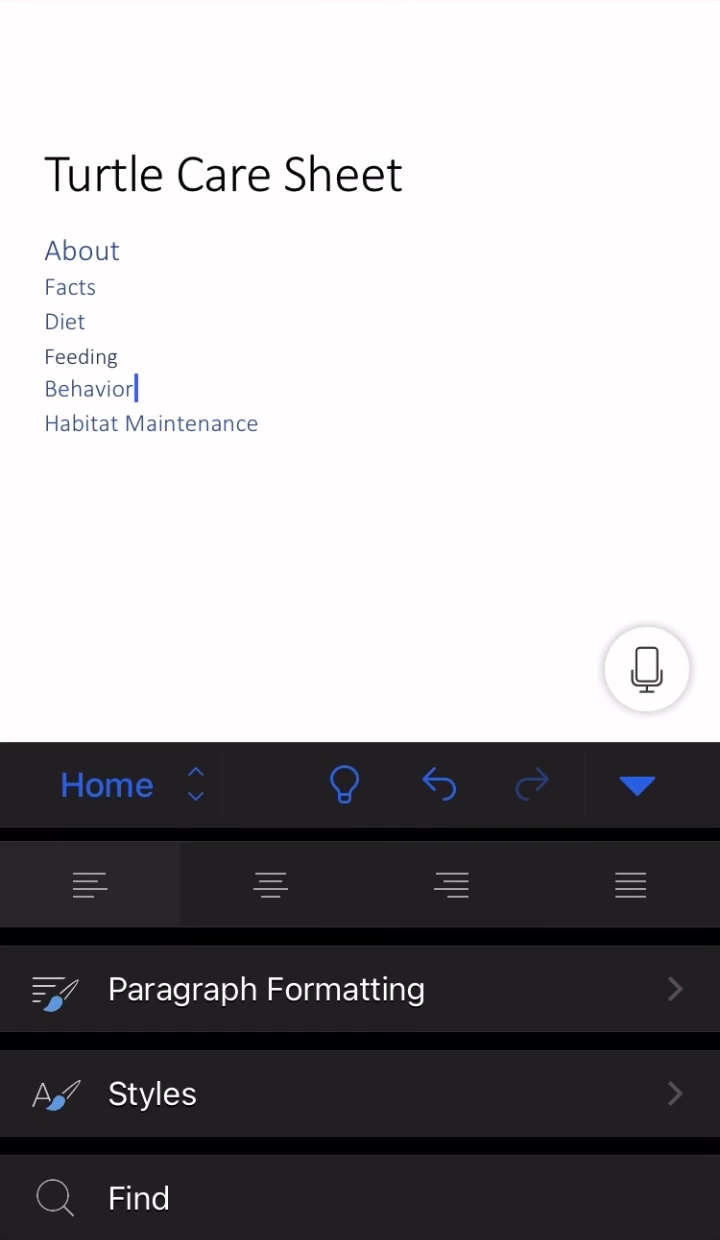 Turtle Care Sheet
About
Facts
Diet
Feeding
Behavior
Habitat Maintenance
Home
Paragraph Formatting
Styles
Find